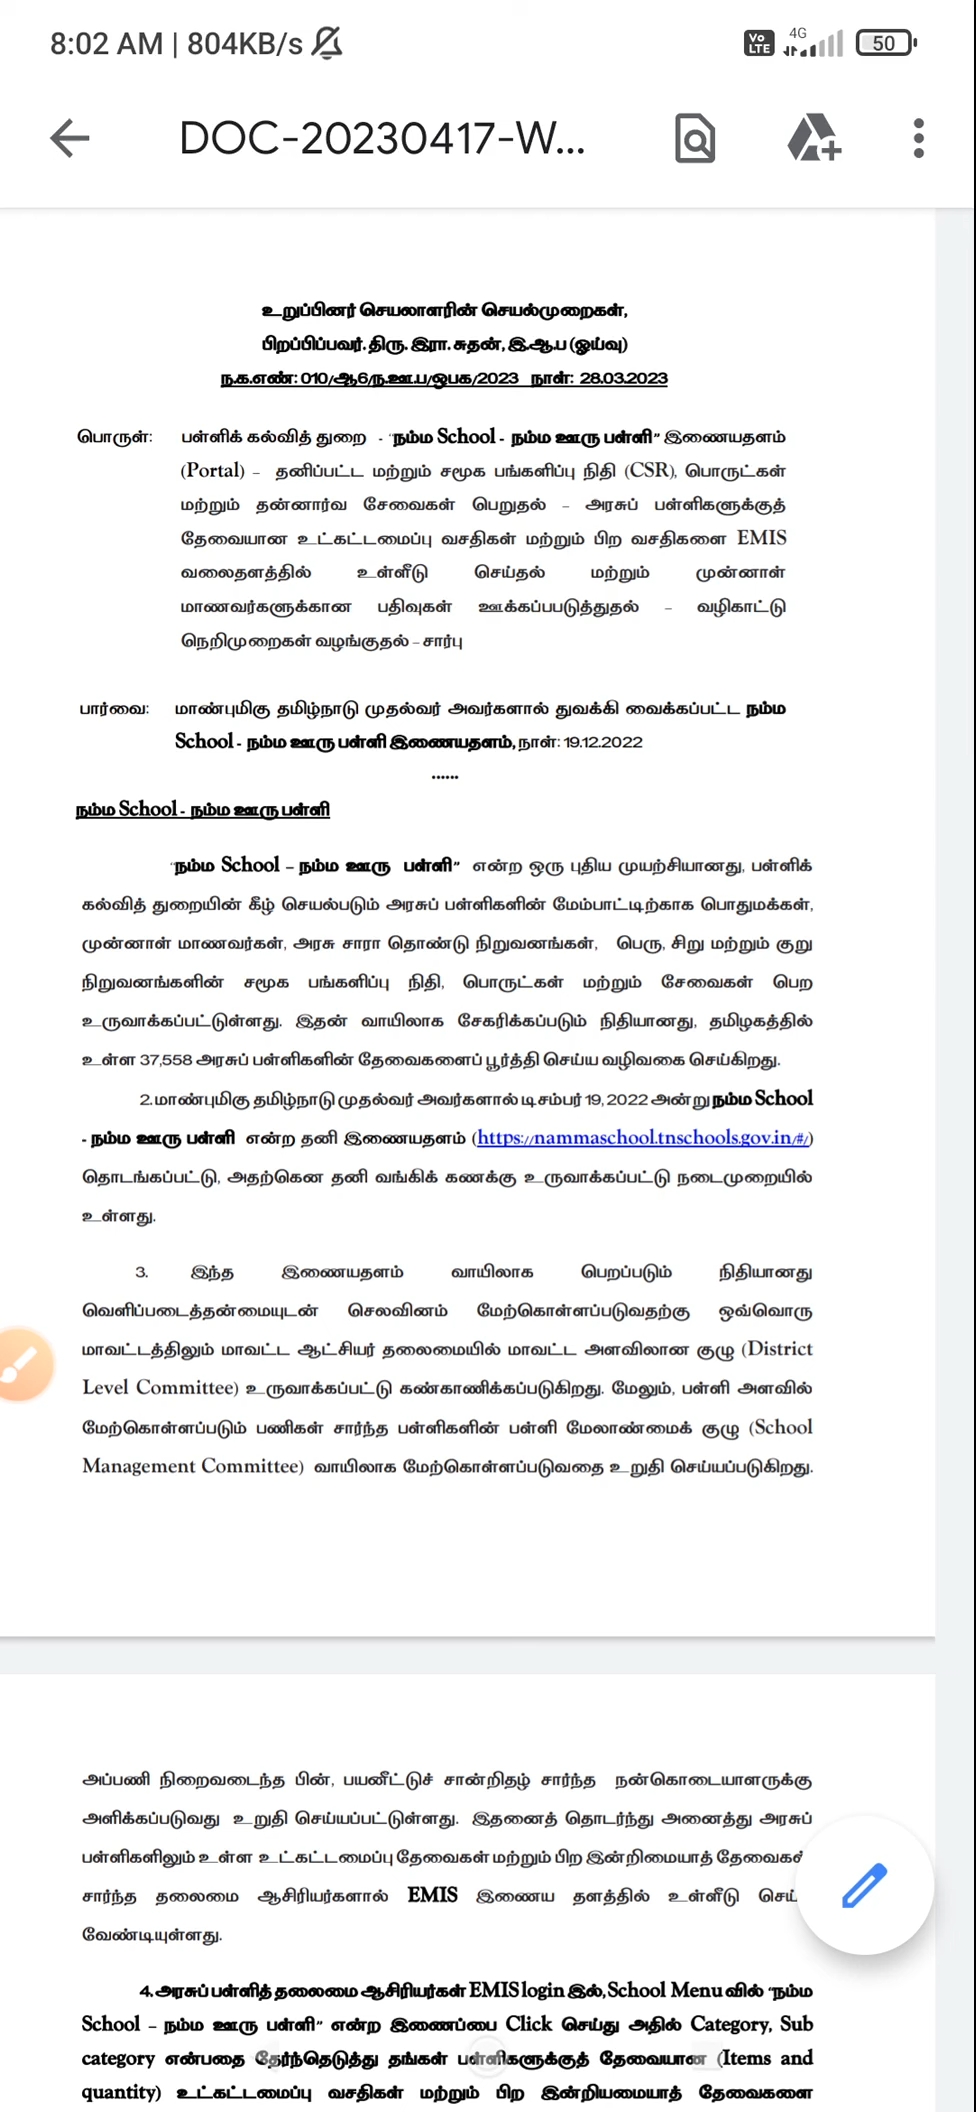 8:02 AM | 804KB/s
Vo LTE 4G 50
DOC-20230417-W...
உறுப்பினர் செயலாளரின் செயல்முறைகள்,
பிறப்பிப்பவர். திரு. இரா. சுதன், இ.ஆ.ப (ஓய்வு)
ந.க.எண்: 010/ஆ6/ந.ஊ.ப/ஒபக/2023 நாள்: 28.03.2023
பொருள்: பள்ளிக் கல்வித் துறை - "நம்ம School - நம்ம ஊரு பள்ளி" இணையதளம்
(Portal) – தனிப்பட்ட மற்றும் சமூக பங்களிப்பு நிதி (CSR), பொருட்கள்
மற்றும் தன்னார்வ சேவைகள் பெறுதல் – அரசுப் பள்ளிகளுக்குத்
தேவையான உட்கட்டமைப்பு வசதிகள் மற்றும் பிற வசதிகளை EMIS
வலைதளத்தில் உள்ளீடு செய்தல் மற்றும் முன்னாள்
மாணவர்களுக்கான பதிவுகள் ஊக்கப்படுத்துதல் – வழிகாட்டு
நெறிமுறைகள் வழங்குதல் – சார்பு
பார்வை: மாண்புமிகு தமிழ்நாடு முதல்வர் அவர்களால் துவக்கி வைக்கப்பட்ட நம்ம
School - நம்ம ஊரு பள்ளி இணையதளம், நாள்: 19.12.2022
......
நம்ம School - நம்ம ஊரு பள்ளி
"நம்ம School – நம்ம ஊரு பள்ளி" என்ற ஒரு புதிய முயற்சியானது, பள்ளிக்
கல்வித் துறையின் கீழ் செயல்படும் அரசுப் பள்ளிகளின் மேம்பாட்டிற்காக பொதுமக்கள்,
முன்னாள் மாணவர்கள், அரசு சாரா தொண்டு நிறுவனங்கள், பெரு, சிறு மற்றும் குறு
நிறுவனங்களின் சமூக பங்களிப்பு நிதி, பொருட்கள் மற்றும் சேவைகள் பெற
உருவாக்கப்பட்டுள்ளது. இதன் வாயிலாக சேகரிக்கப்படும் நிதியானது, தமிழகத்தில்
உள்ள 37,558 அரசுப் பள்ளிகளின் தேவைகளைப் பூர்த்தி செய்ய வழிவகை செய்கிறது.
2. மாண்புமிகு தமிழ்நாடு முதல்வர் அவர்களால் டிசம்பர் 19, 2022 அன்று நம்ம School
- நம்ம ஊரு பள்ளி என்ற தனி இணையதளம் (https://nammaschool.tnschools.gov.in/#/)
தொடங்கப்பட்டு, அதற்கென தனி வங்கிக் கணக்கு உருவாக்கப்பட்டு நடைமுறையில்
உள்ளது.
3. இந்த இணையதளம் வாயிலாக பெறப்படும் நிதியானது
வெளிப்படைத்தன்மையுடன் செலவினம் மேற்கொள்ளப்படுவதற்கு ஒவ்வொரு
மாவட்டத்திலும் மாவட்ட ஆட்சியர் தலைமையில் மாவட்ட அளவிலான குழு (District
Level Committee) உருவாக்கப்பட்டு கண்காணிக்கப்படுகிறது. மேலும், பள்ளி அளவில்
மேற்கொள்ளப்படும் பணிகள் சார்ந்த பள்ளிகளின் பள்ளி மேலாண்மைக் குழு (School
Management Committee) வாயிலாக மேற்கொள்ளப்படுவதை உறுதி செய்யப்படுகிறது.
அப்பணி நிறைவடைந்த பின், பயனீட்டுச் சான்றிதழ் சார்ந்த நன்கொடையாளருக்கு
அளிக்கப்படுவது உறுதி செய்யப்பட்டுள்ளது. இதனைத் தொடர்ந்து அனைத்து அரசுப்
பள்ளிகளிலும் உள்ள உட்கட்டமைப்பு தேவைகள் மற்றும் பிற இன்றிமையாத் தேவைகள்
சார்ந்த தலைமை ஆசிரியர்களால் EMIS இணைய தளத்தில் உள்ளீடு செய்
வேண்டியுள்ளது.
4. அரசுப் பள்ளித் தலைமை ஆசிரியர்கள் EMIS login இல், School Menu வில் "நம்ம
School – நம்ம ஊரு பள்ளி" என்ற இணைப்பை Click செய்து அதில் Category, Sub
category என்பதை தேர்ந்தெடுத்து தங்கள் பள்ளிகளுக்குத் தேவையான (Items and
quantity) உட்கட்டமைப்பு வசதிகள் மற்றும் பிற இன்றியமையாத் தேவைகளை